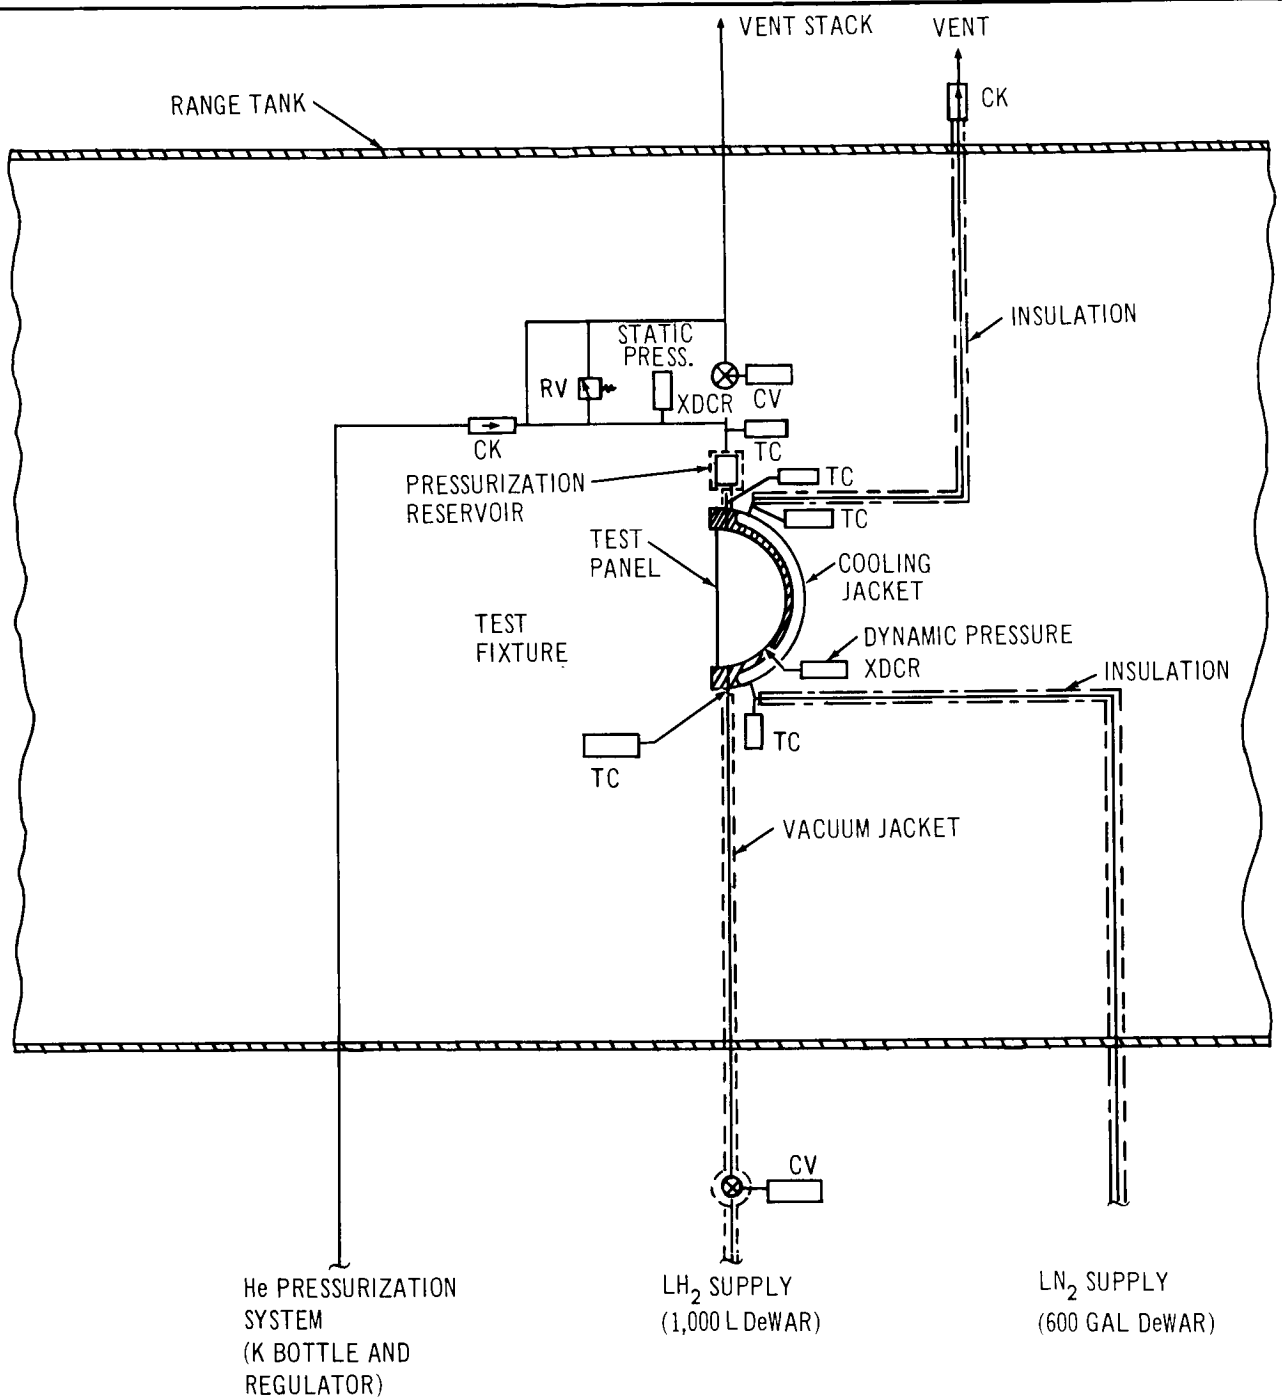 VENT STACK
VENT
RANGE TANK
CK
INSULATION
STATIC
PRESS.
RV
XDCR
CV
CK
TC
PRESSURIZATION
RESERVOIR
TC
TC
TEST
PANEL
COOLING
JACKET
TEST
FIXTURE
DYNAMIC PRESSURE
XDCR
INSULATION
TC
TC
VACUUM JACKET
CV
He PRESSURIZATION
SYSTEM
(K BOTTLE AND
REGULATOR)
LH₂ SUPPLY
(1,000 L DeWAR)
LN₂ SUPPLY
(600 GAL DeWAR)